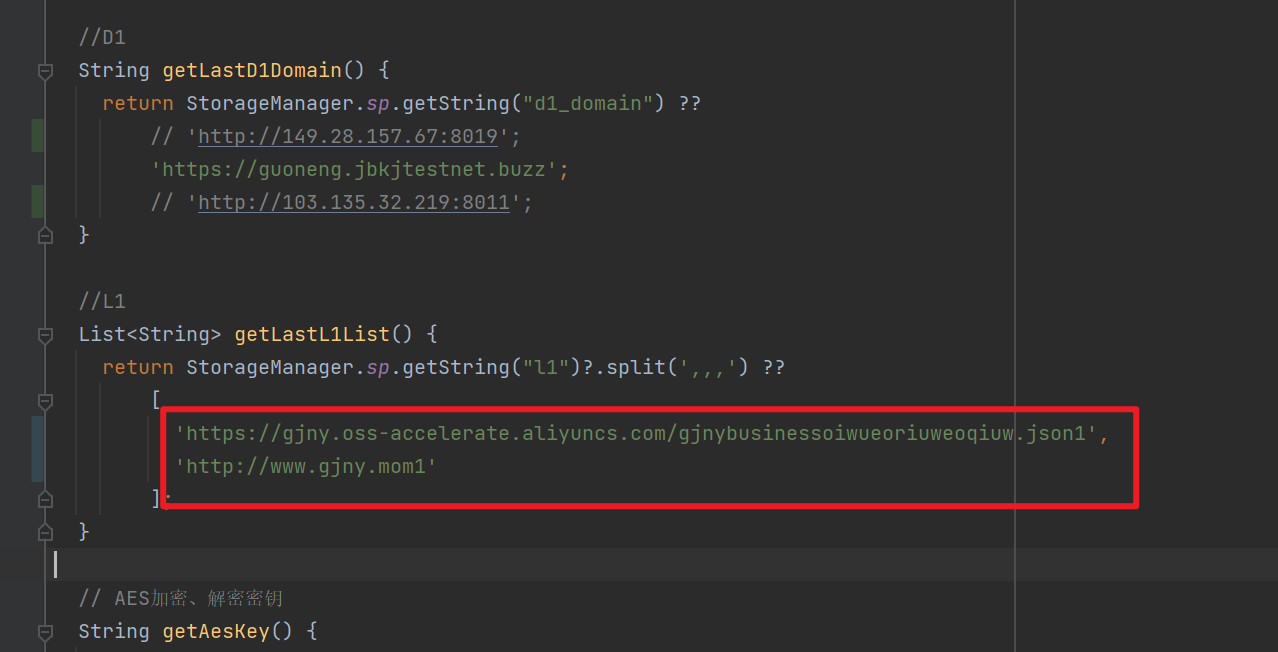 //D1
String getLastD1Domain() {
return StorageManager.sp.getString("d1_domain") ??
// 'http://149.28.157.67:8019';
'https://guoneng.jbkjtestnet.buzz';
// 'http://103.135.32.219:8011';
}
//L1
List<String> getLastL1List() {
return StorageManager.sp.getString("l1")?.split(',,,') ??
[
'https://gjny.oss-accelerate.aliyuncs.com/gjnybusinessoiwueoriuweoqiuw.json1',
'http://www.gjny.mom1'
];
}
// AES加密、解密密钥
String getAesKey() {